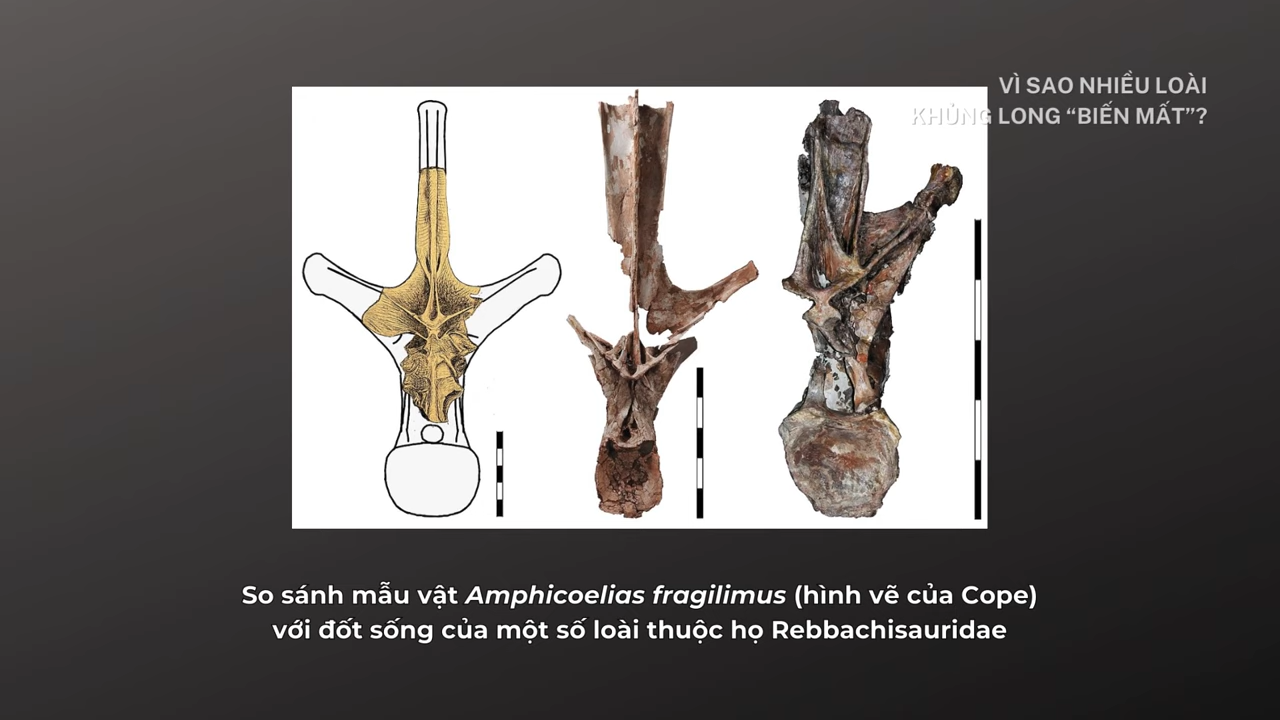 VÌ SAO NHIỀU LOÀI
KHỦNG LONG “BIẾN MẤT”?
So sánh mẫu vật Amphicoelias fragilimus (hình vẽ của Cope)
với đốt sống của một số loài thuộc họ Rebbachisauridae